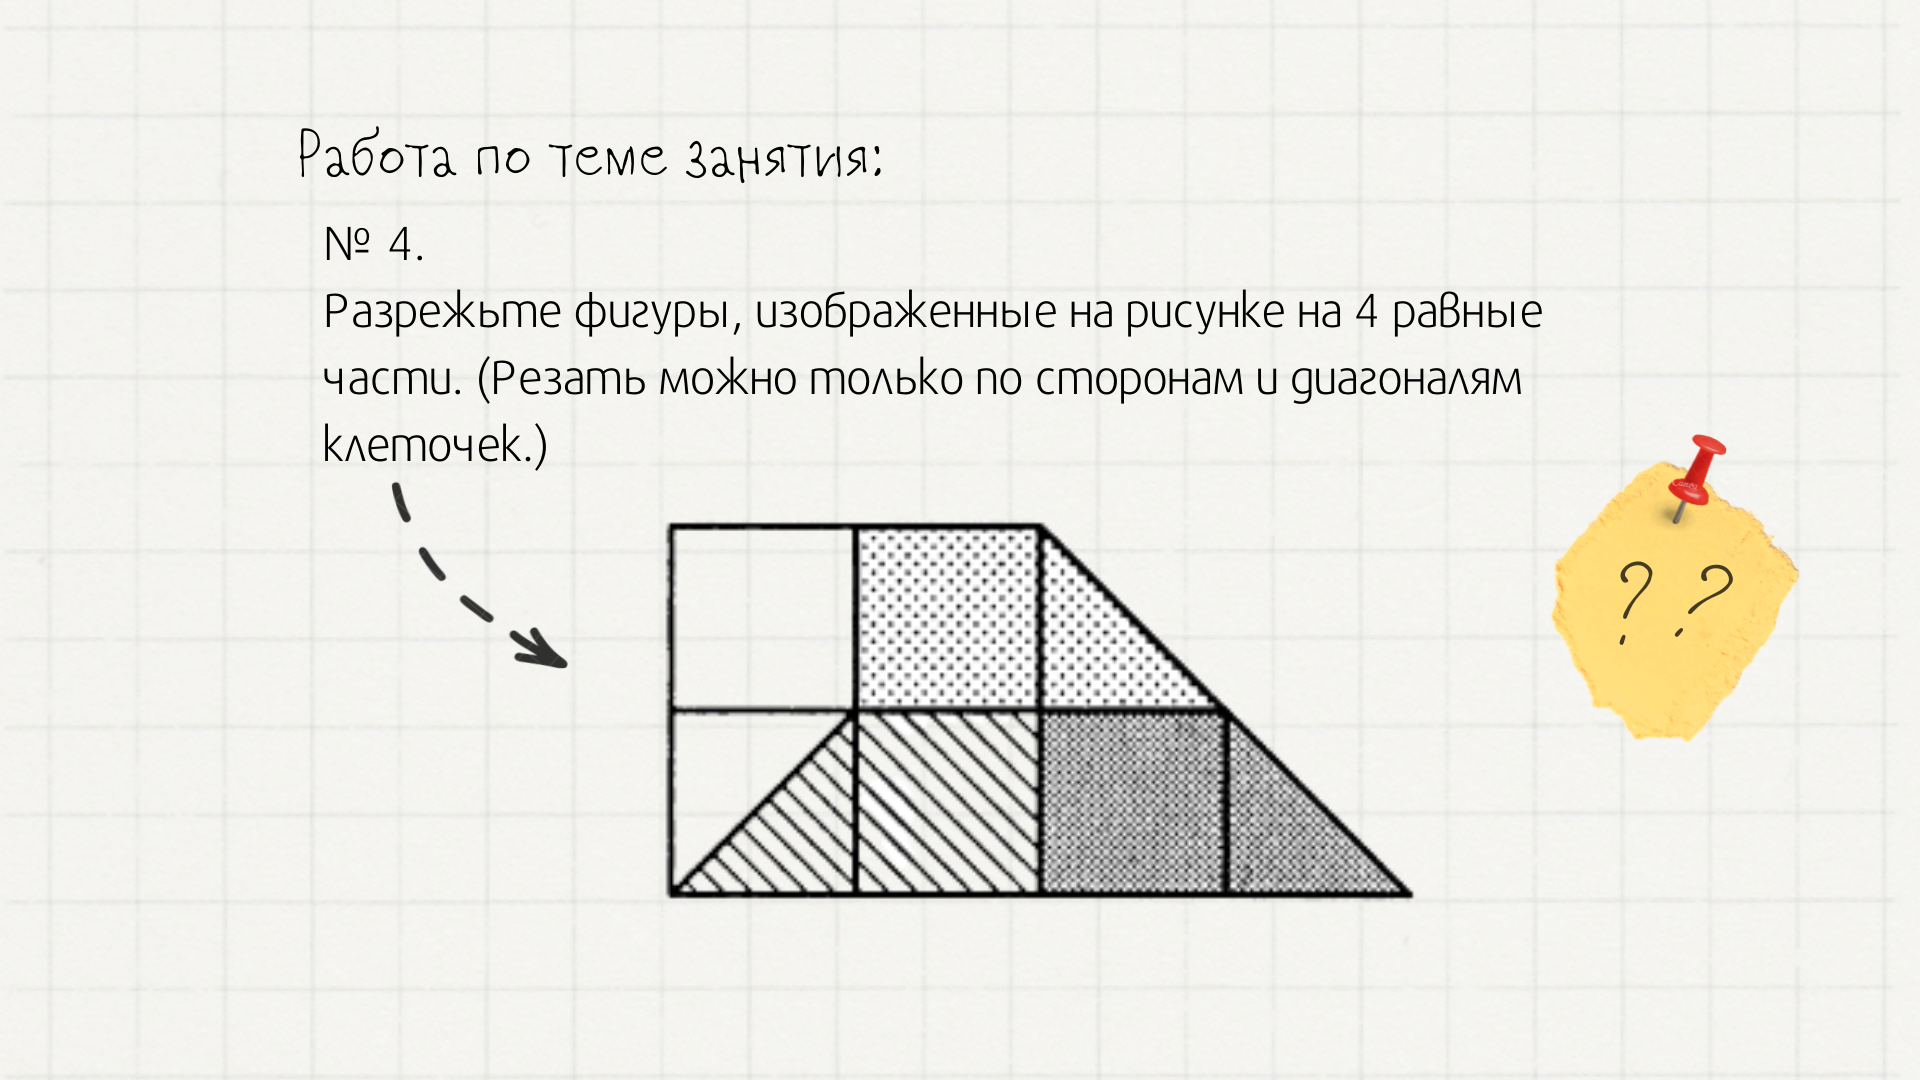 Работа по теме занятия:
№ 4.
Разрежьте фигуры, изображенные на рисунке на 4 равные
части. (Резать можно только по сторонам и диагоналям
клеточек.)
Canva
? ?